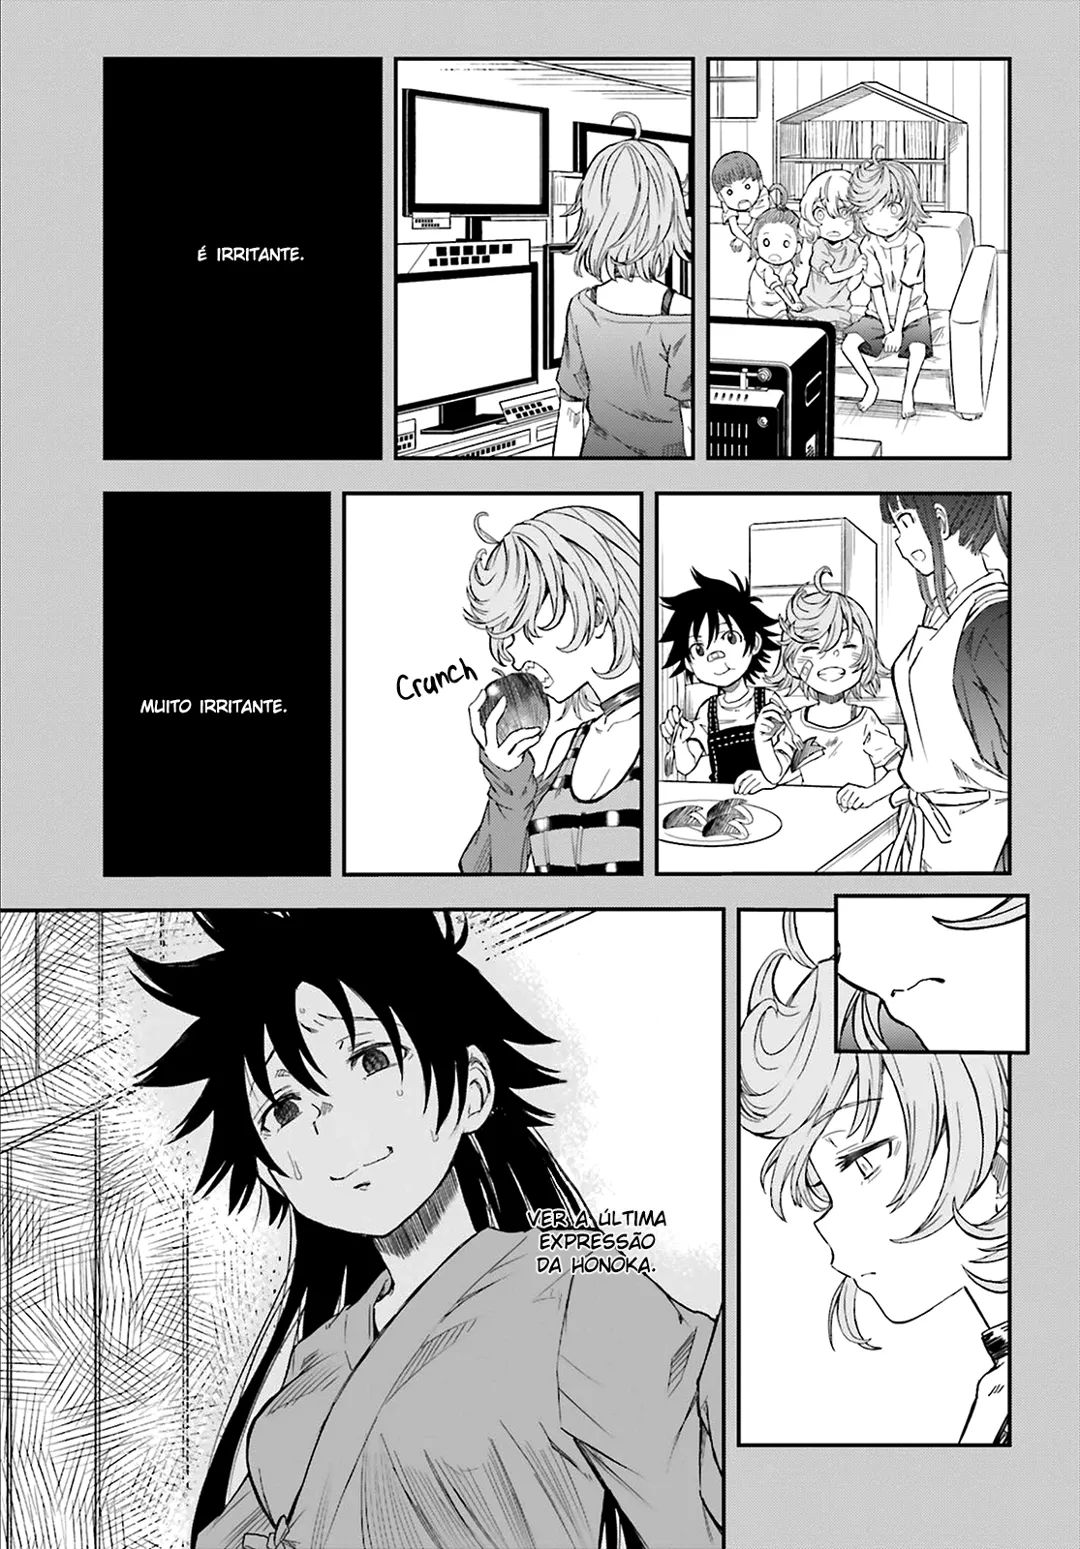 É IRRITANTE.
Crunch
MUITO IRRITANTE.
VER A ÚLTIMA
EXPRESSÃO
DA HONOKA.